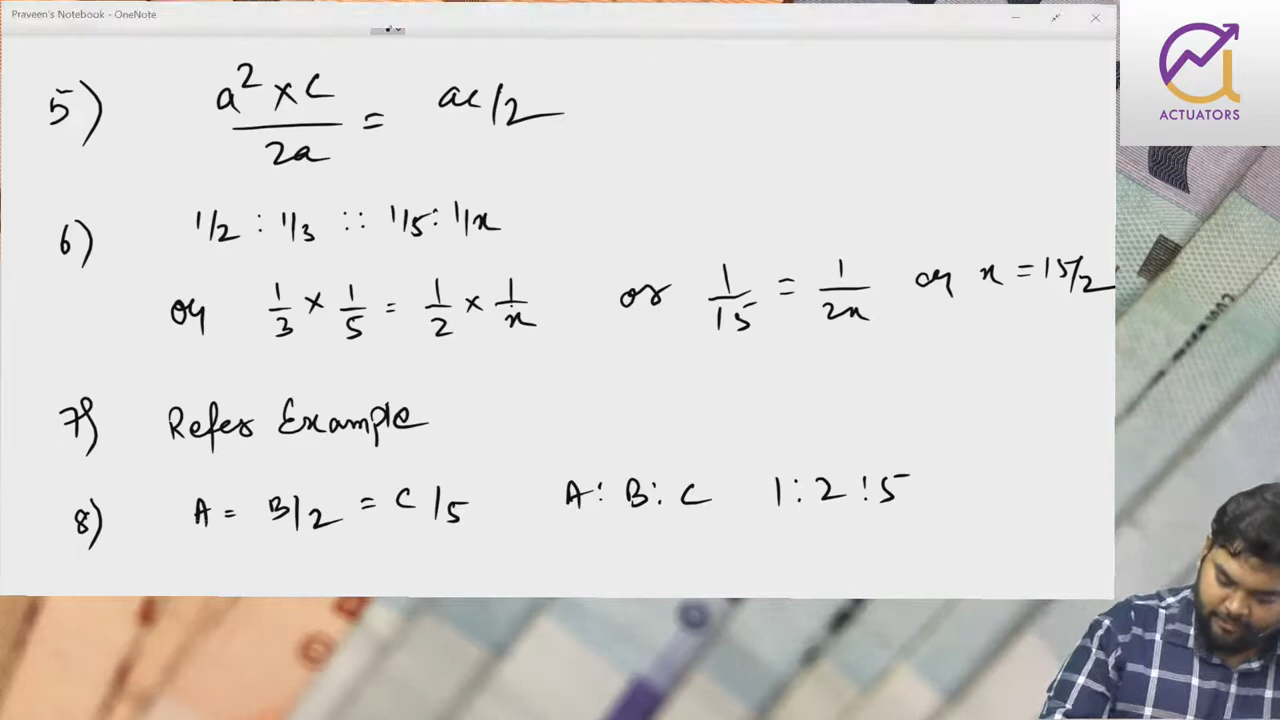 Praveen's Notebook - OneNote
ACTUATORS
5) a² × c / 2a = ac/2
6) 1/2 : 1/3 :: 1/5 : 1/x
or 1/3 × 1/5 = 1/2 × 1/x or 1/15 = 1/2x or x = 15/2
7) Refer Example
8) A = B/2 = C/5 A : B : C 1 : 2 : 5